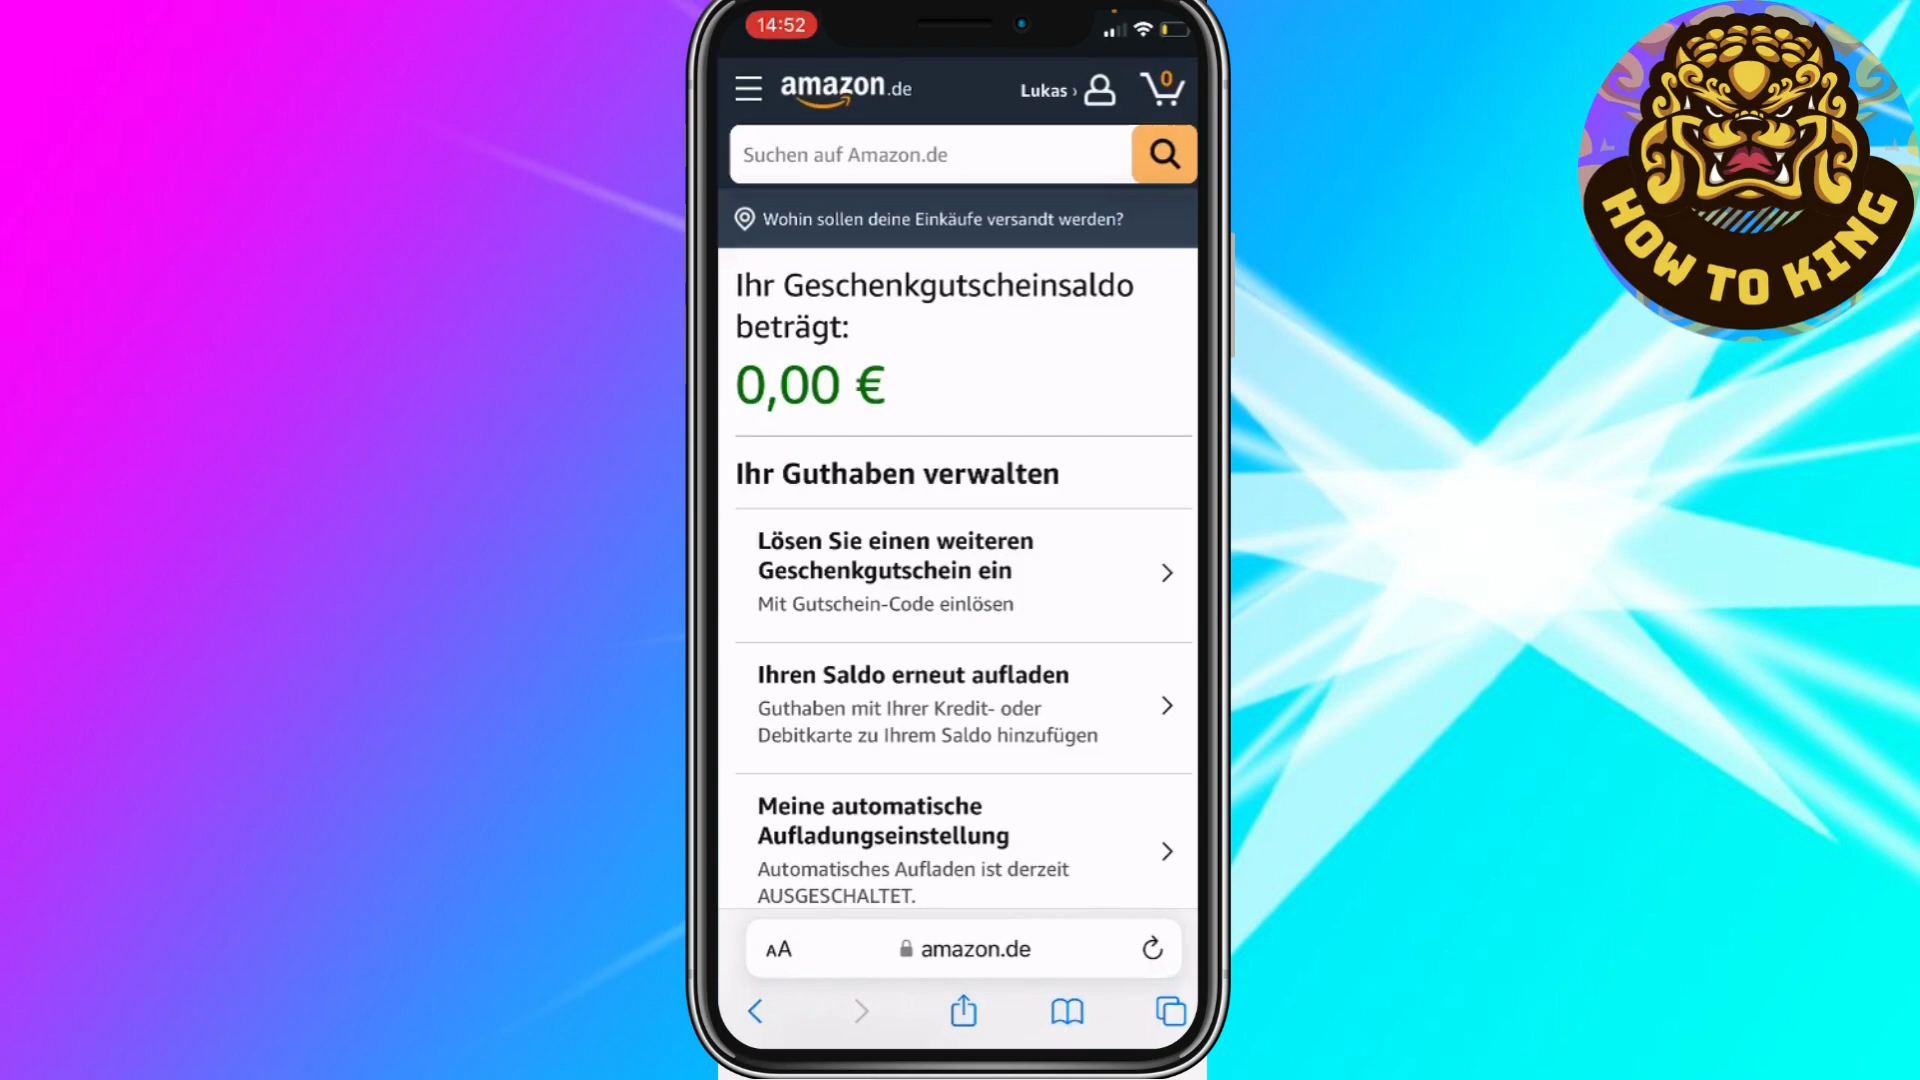 14:52
amazon.de
Lukas ›
0
Suchen auf Amazon.de
Wohin sollen deine Einkäufe versandt werden?
Ihr Geschenkgutscheinsaldo
beträgt:
0,00 €
Ihr Guthaben verwalten
Lösen Sie einen weiteren
Geschenkgutschein ein
Mit Gutschein-Code einlösen
Ihren Saldo erneut aufladen
Guthaben mit Ihrer Kredit- oder
Debitkarte zu Ihrem Saldo hinzufügen
Meine automatische
Aufladungseinstellung
Automatisches Aufladen ist derzeit
AUSGESCHALTET.
AA
amazon.de
HOW TO KING